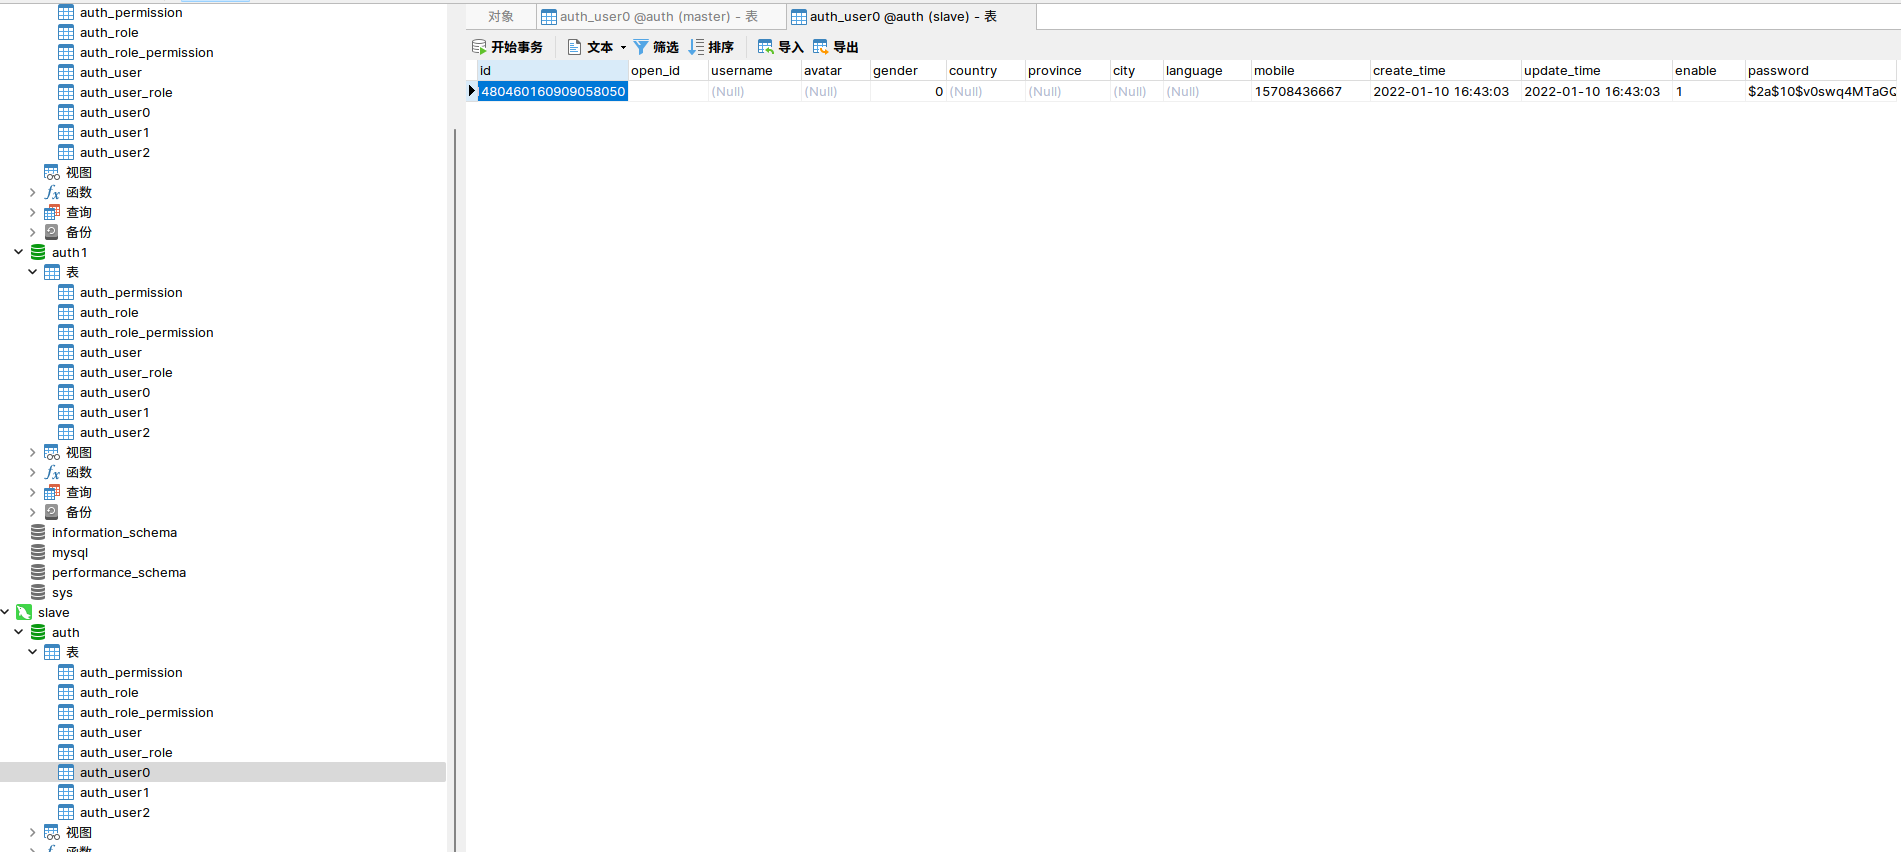 auth_permission
auth_role
auth_role_permission
auth_user
auth_user_role
auth_user0
auth_user1
auth_user2
视图
函数
查询
备份
auth1
表
auth_permission
auth_role
auth_role_permission
auth_user
auth_user_role
auth_user0
auth_user1
auth_user2
视图
函数
查询
备份
information_schema
mysql
performance_schema
sys
slave
auth
表
auth_permission
auth_role
auth_role_permission
auth_user
auth_user_role
auth_user0
auth_user1
auth_user2
视图
函数
对象 auth_user0 @auth (master) - 表 auth_user0 @auth (slave) - 表
开始事务 文本 筛选 排序 导入 导出
id open_id username avatar gender country province city language mobile create_time update_time enable password
480460160909058050 (Null) (Null) 0 (Null) (Null) (Null) (Null) 15708436667 2022-01-10 16:43:03 2022-01-10 16:43:03 1 $2a$10$v0swq4MTaGQ